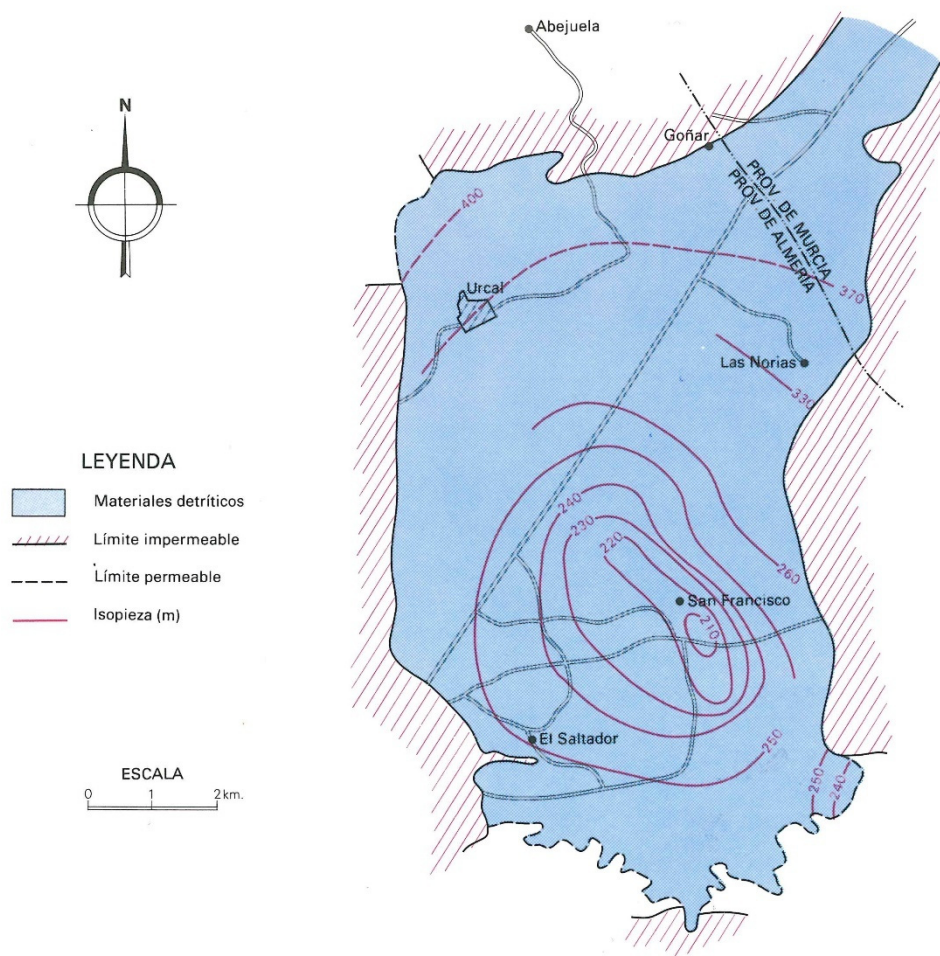 Abejuela
N
Goñar
PROV. DE MURCIA
PROV. DE ALMERIA
400
Urcal
370
Las Norias
330
LEYENDA
Materiales detríticos
Límite impermeable
Límite permeable
Isopieza (m)
240
230
220
260
San Francisco
210
El Saltador
250
250
240
ESCALA
0 1 2 km.